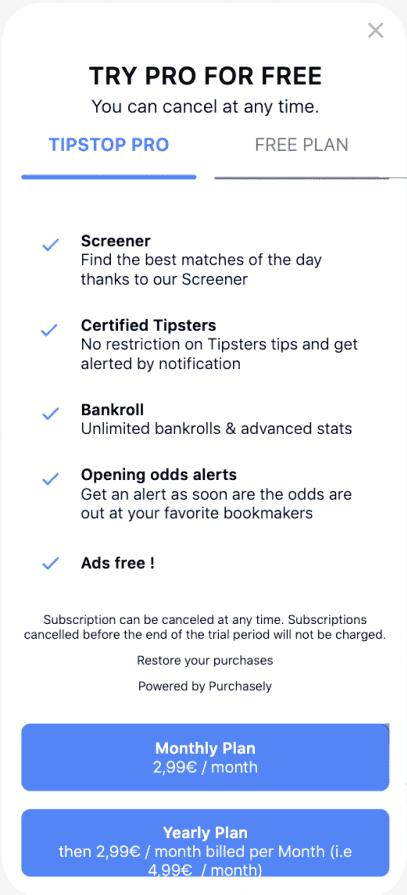 TRY PRO FOR FREE
You can cancel at any time.
TIPSTOP PRO
FREE PLAN
Screener
Find the best matches of the day
thanks to our Screener
Certified Tipsters
No restriction on Tipsters tips and get
alerted by notification
Bankroll
Unlimited bankrolls & advanced stats
Opening odds alerts
Get an alert as soon are the odds are
out at your favorite bookmakers
Ads free !
Subscription can be canceled at any time. Subscriptions
cancelled before the end of the trial period will not be charged.
Restore your purchases
Powered by Purchasely
Monthly Plan
2,99€ / month
Yearly Plan
then 2,99€ / month billed per Month (i.e
4,99€ / month)